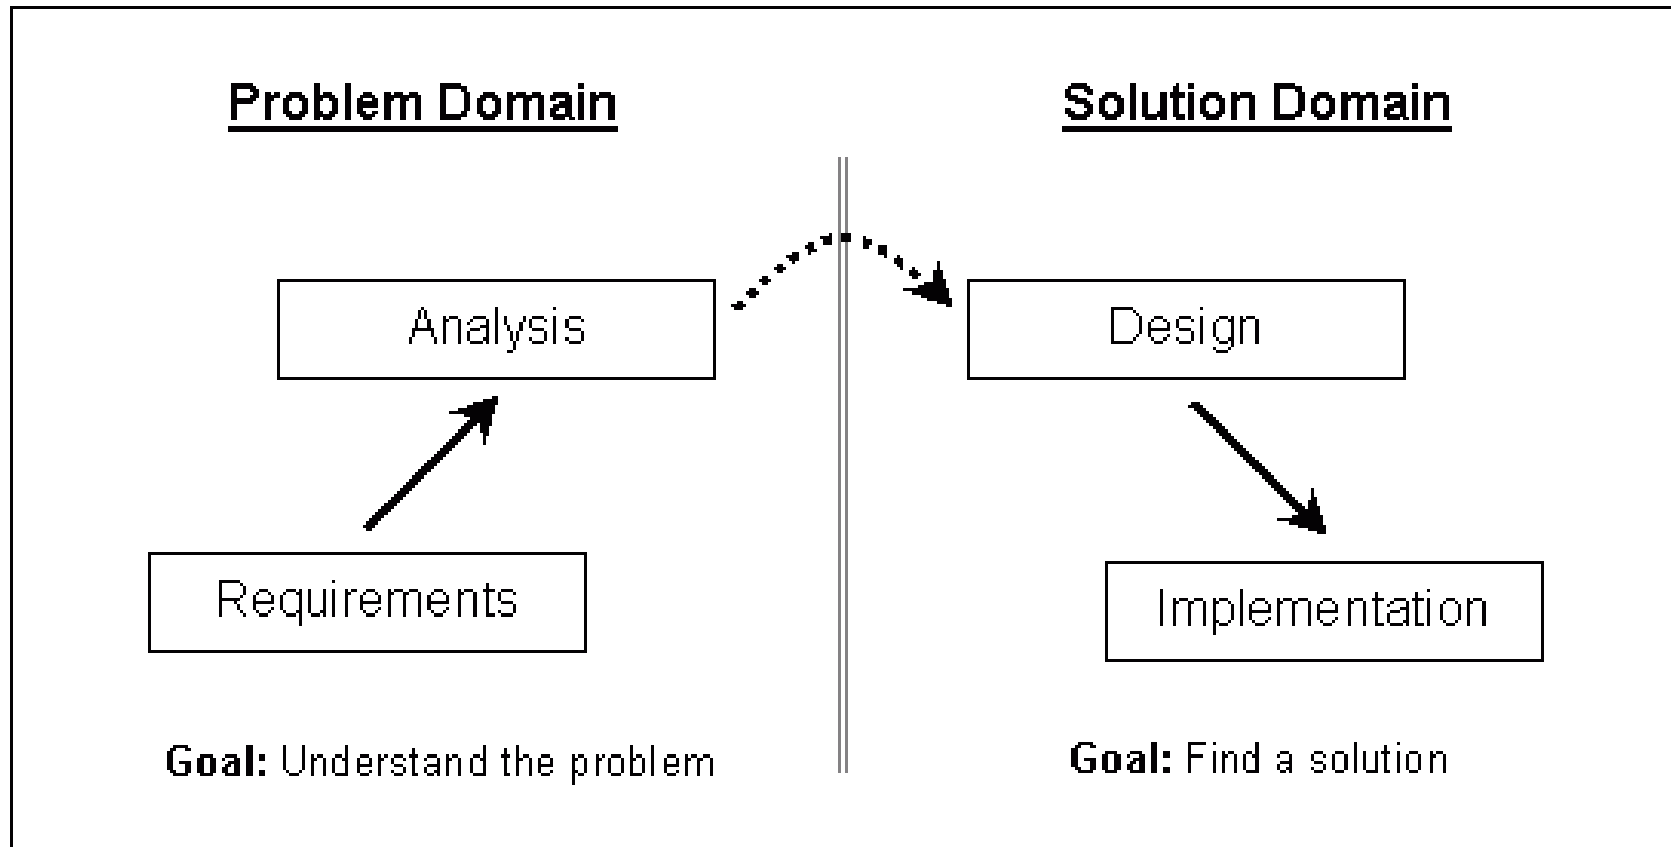 Problem Domain
Solution Domain
Analysis
Design
Requirements
Implementation
Goal: Understand the problem
Goal: Find a solution